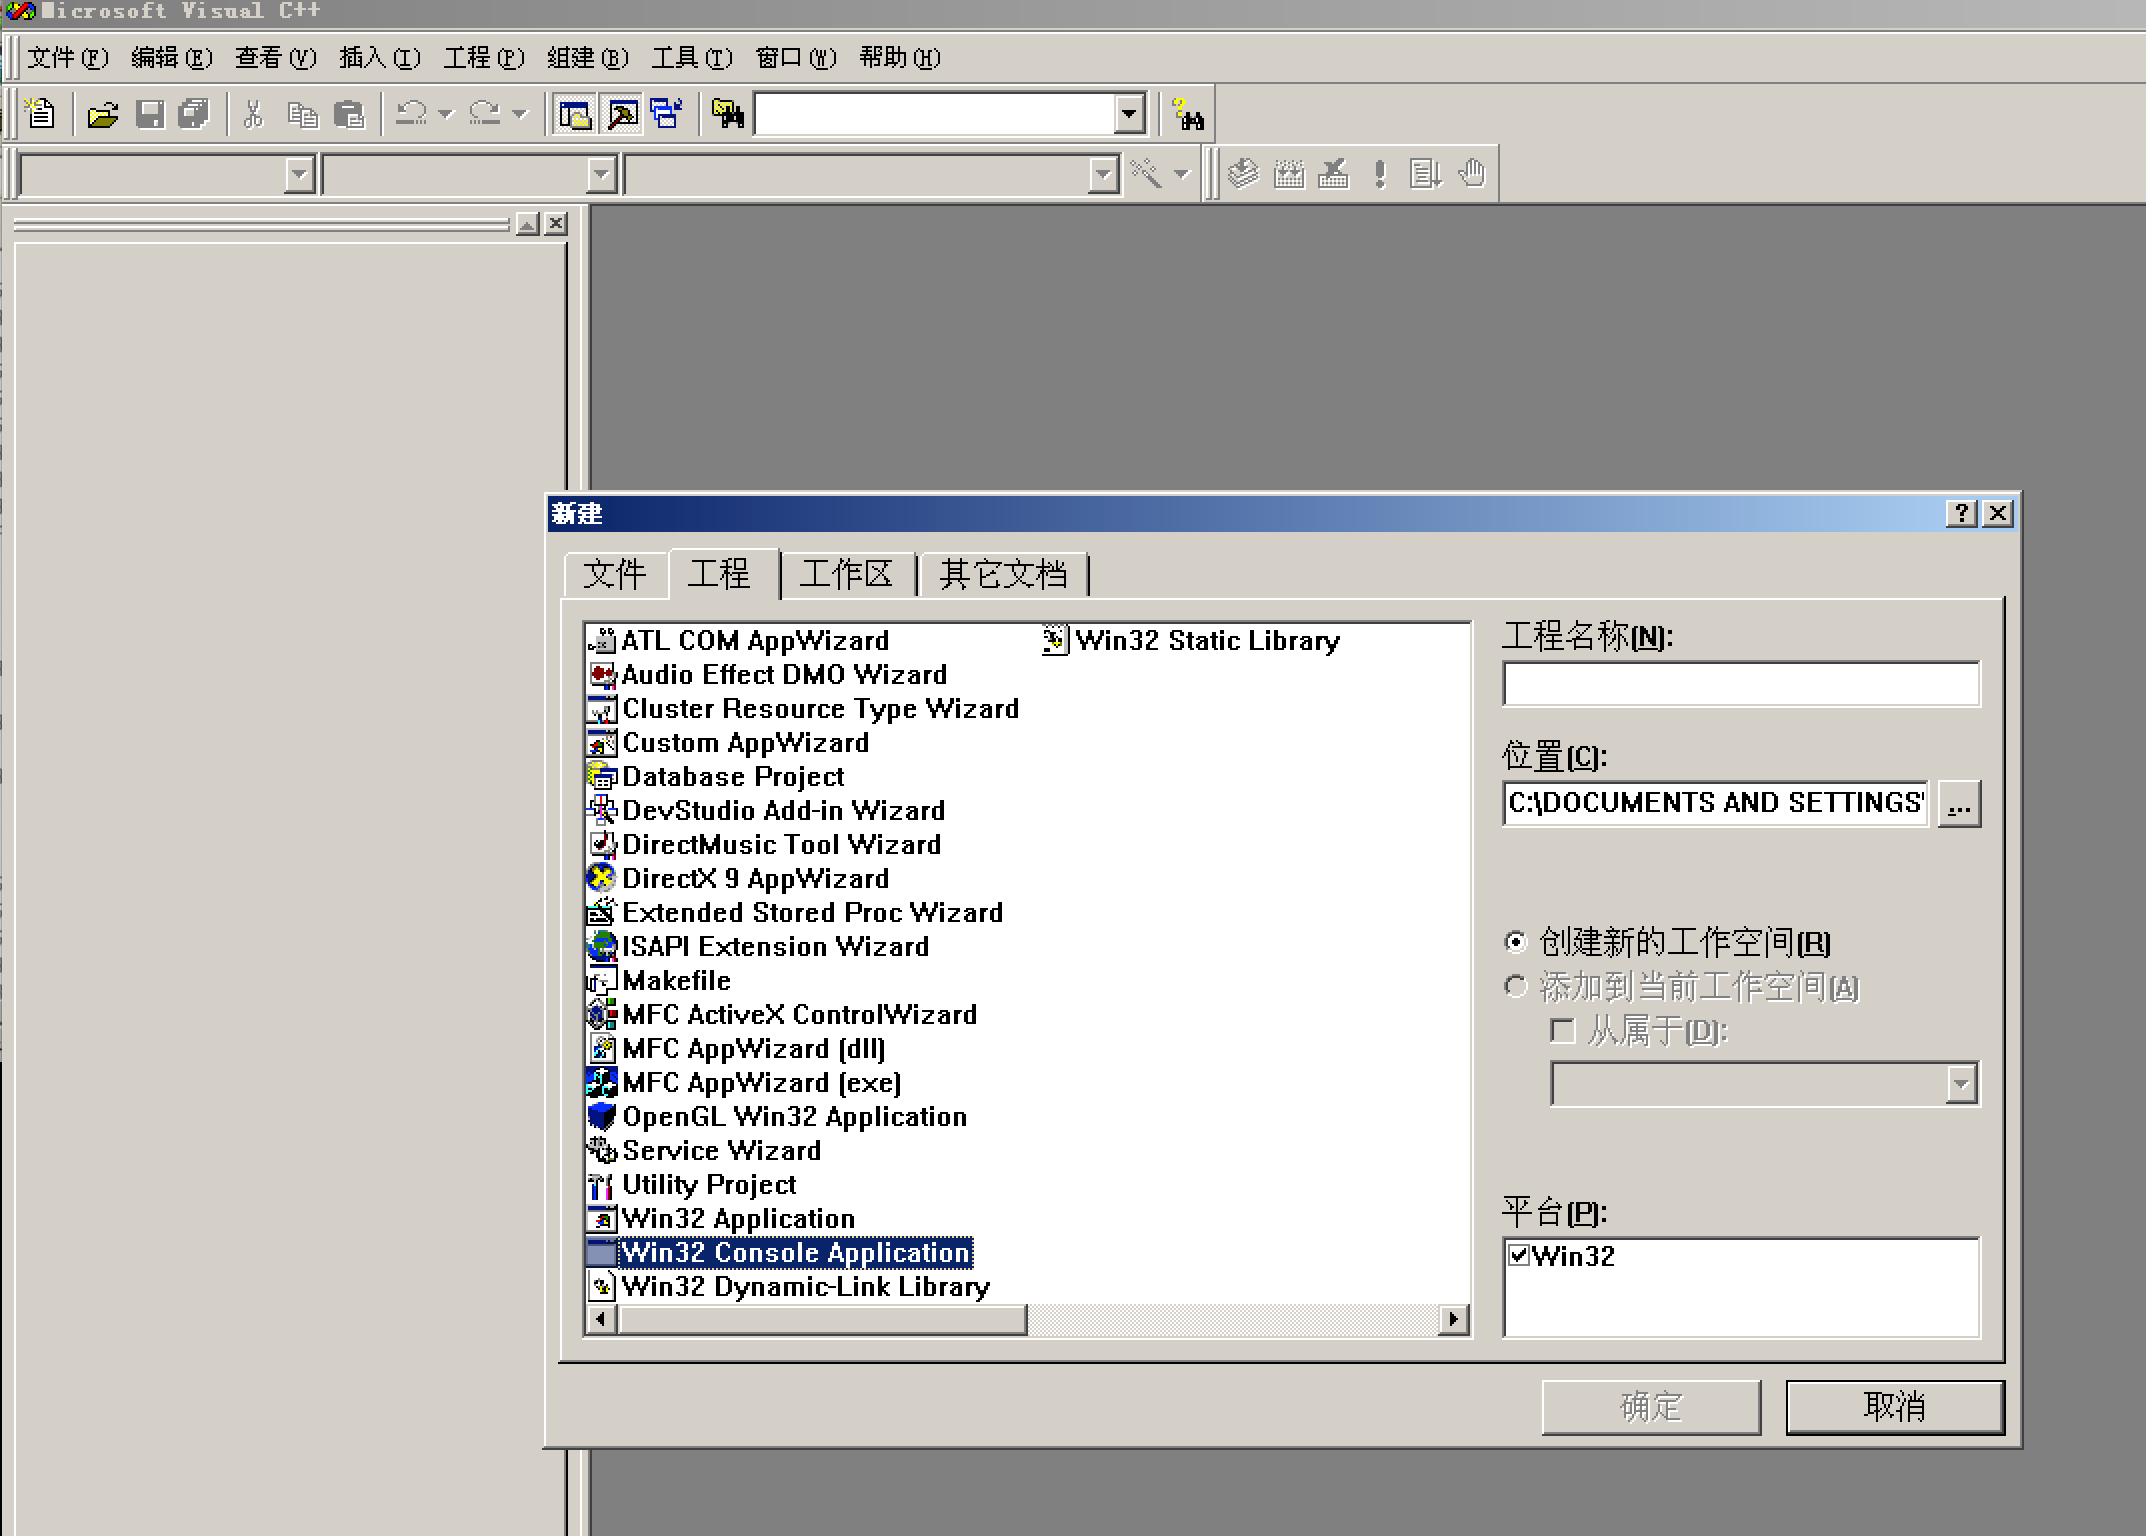 Microsoft Visual C++
文件(F) 编辑(E) 查看(V) 插入(I) 工程(P) 组建(B) 工具(T) 窗口(W) 帮助(H)
新建
文件 工程 工作区 其它文档
ATL COM AppWizard
Audio Effect DMO Wizard
Cluster Resource Type Wizard
Custom AppWizard
Database Project
DevStudio Add-in Wizard
DirectMusic Tool Wizard
DirectX 9 AppWizard
Extended Stored Proc Wizard
ISAPI Extension Wizard
Makefile
MFC ActiveX ControlWizard
MFC AppWizard (dll)
MFC AppWizard (exe)
OpenGL Win32 Application
Service Wizard
Utility Project
Win32 Application
Win32 Console Application
Win32 Dynamic-Link Library
Win32 Static Library
工程名称(N):
位置(C):
C:\DOCUMENTS AND SETTINGS
...
创建新的工作空间(R)
添加到当前工作空间(A)
从属于(D):
平台(P):
Win32
确定 取消